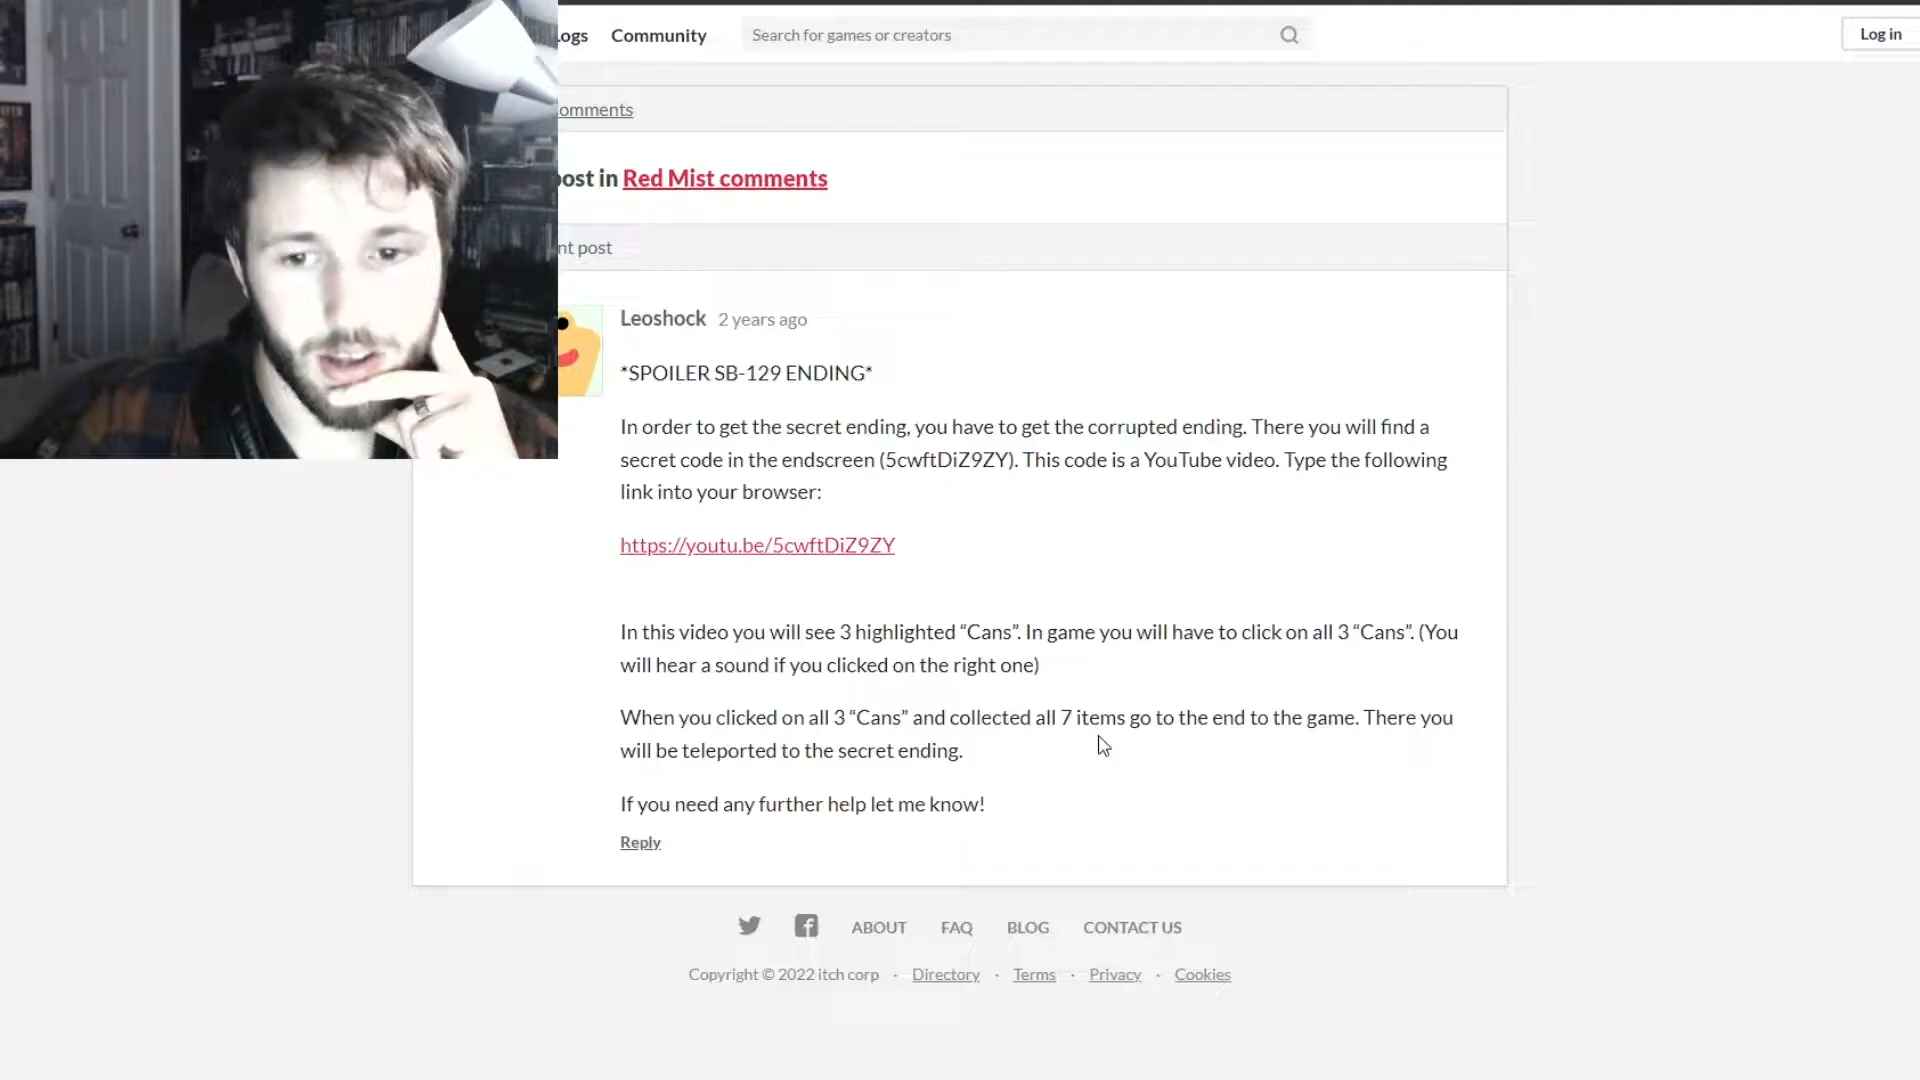 ogs Community Search for games or creators Log in
omments
ost in Red Mist comments
nt post
Leoshock 2 years ago
*SPOILER SB-129 ENDING*
In order to get the secret ending, you have to get the corrupted ending. There you will find a
secret code in the endscreen (5cwftDiZ9ZY). This code is a YouTube video. Type the following
link into your browser:
https://youtu.be/5cwftDiZ9ZY
In this video you will see 3 highlighted “Cans”. In game you will have to click on all 3 “Cans”. (You
will hear a sound if you clicked on the right one)
When you clicked on all 3 “Cans” and collected all 7 items go to the end to the game. There you
will be teleported to the secret ending.
If you need any further help let me know!
Reply
ABOUT FAQ BLOG CONTACT US
Copyright © 2022 itch corp · Directory · Terms · Privacy · Cookies